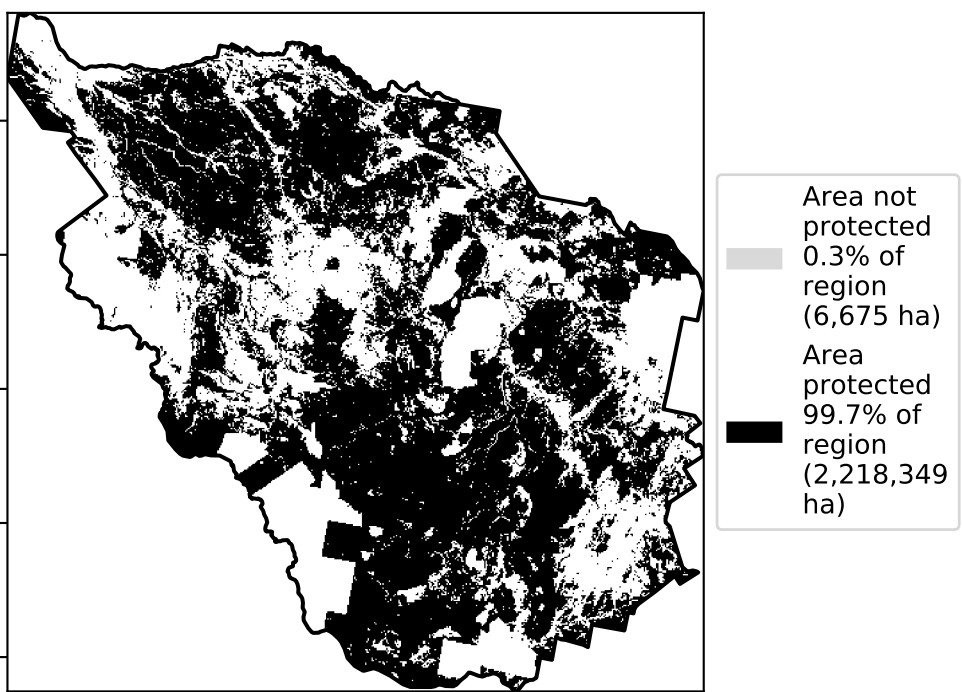 Area not
protected
0.3% of
region
(6,675 ha)
Area
protected
99.7% of
region
(2,218,349
ha)